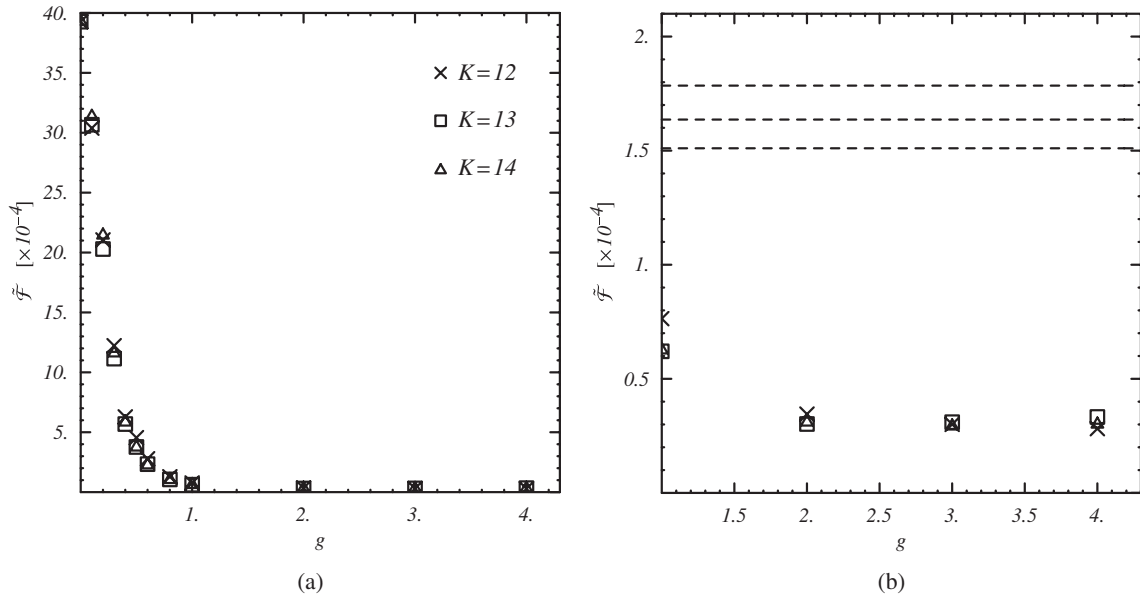 40.
35.
30.
25.
20.
15.
10.
5.
F̃ [×10⁻⁴]
× K=12
□ K=13
△ K=14
1.
2.
3.
4.
g
(a)
2.
1.5
1.
0.5
F̃ [×10⁻⁴]
1.5
2.
2.5
3.
3.5
4.
g
(b)